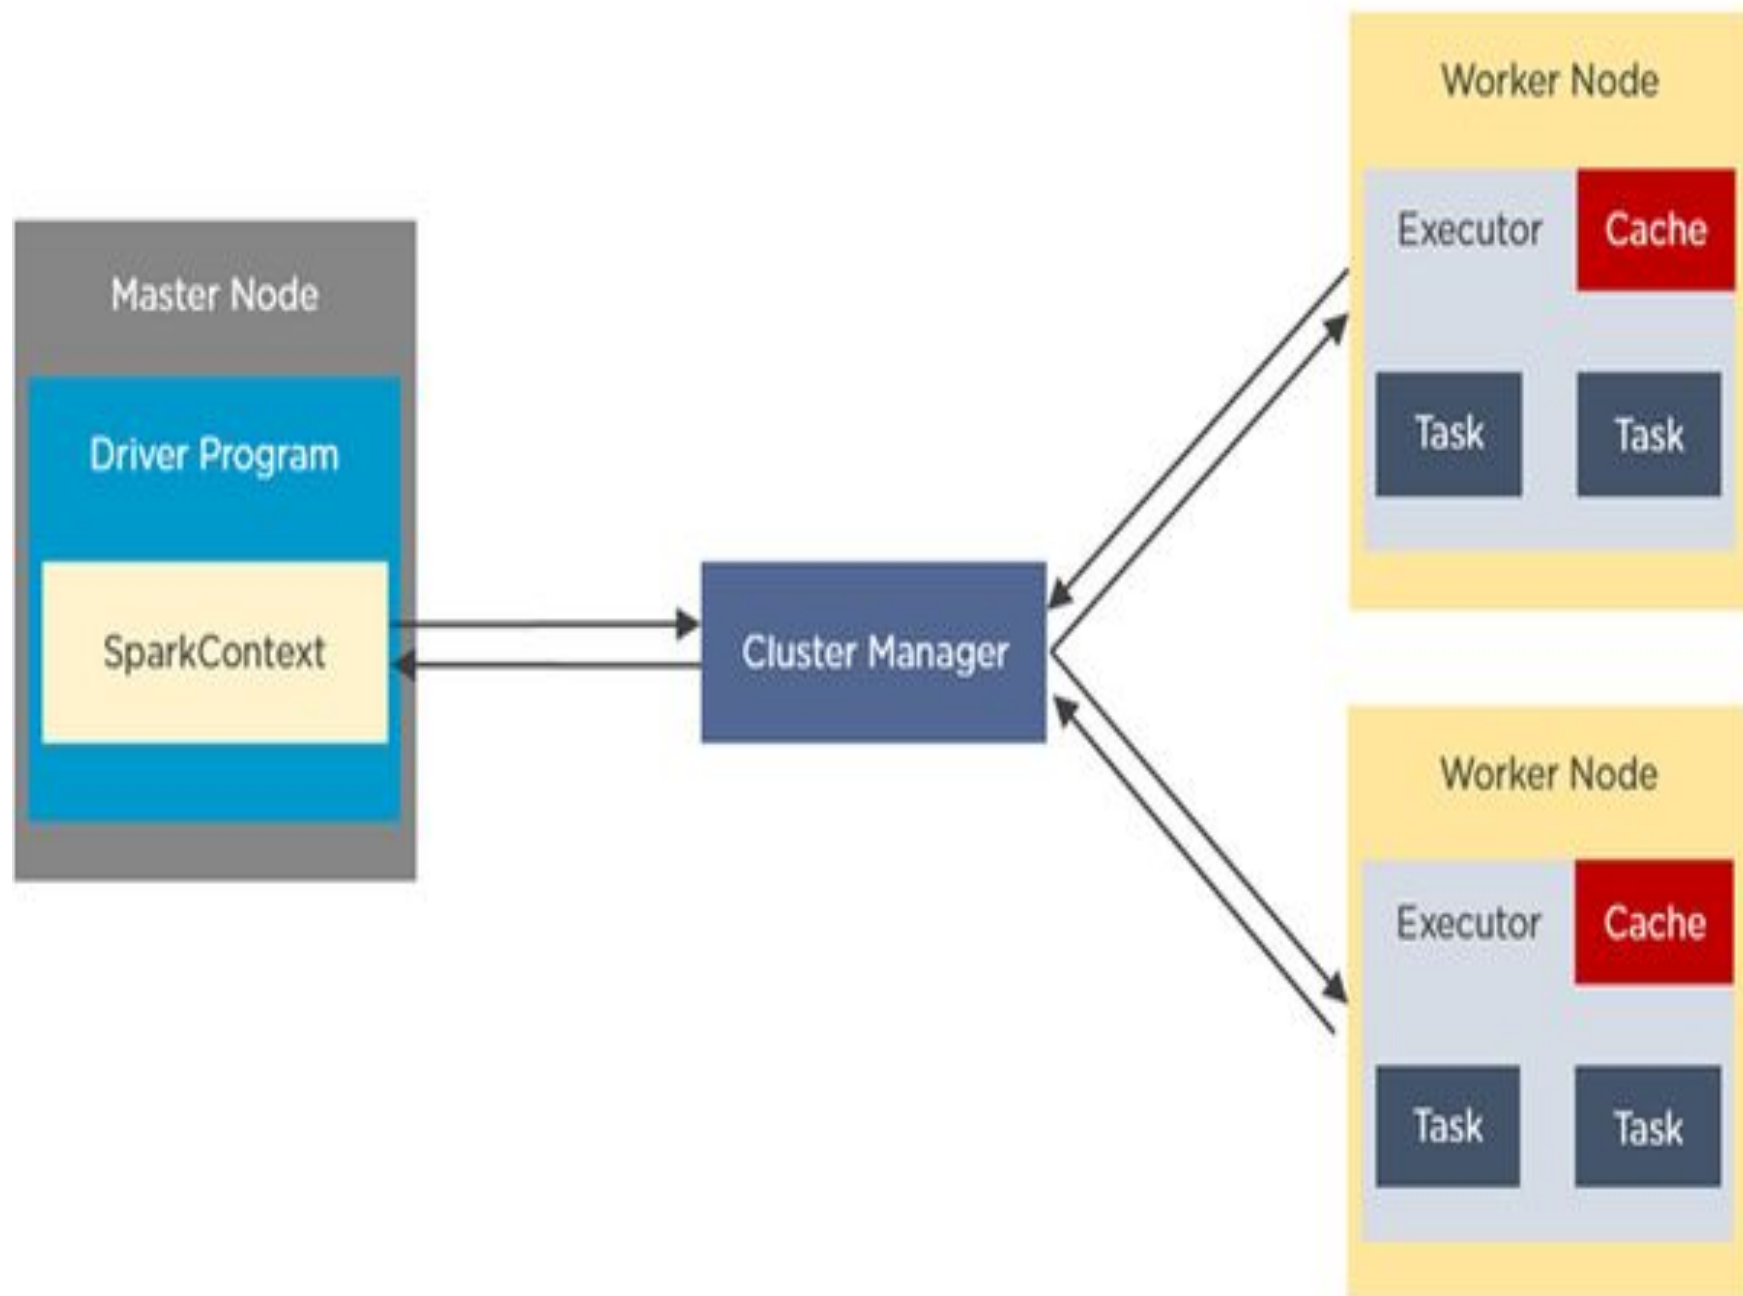 Master Node
Driver Program
SparkContext
Cluster Manager
Worker Node
Executor
Cache
Task
Task
Worker Node
Executor
Cache
Task
Task